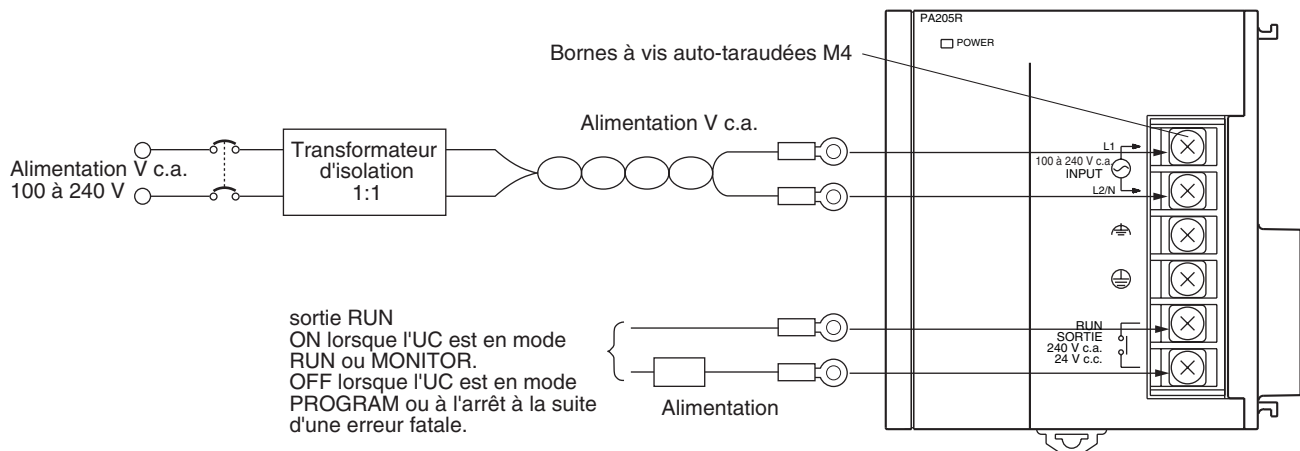 PA205R
POWER
Bornes à vis auto-taraudées M4
Alimentation V c.a.
100 à 240 V
Transformateur
d'isolation
1:1
Alimentation V c.a.
L1
100 à 240 V c.a.
INPUT
L2/N
sortie RUN
ON lorsque l'UC est en mode
RUN ou MONITOR.
OFF lorsque l'UC est en mode
PROGRAM ou à l'arrêt à la suite
d'une erreur fatale.
Alimentation
RUN
SORTIE
240 V c.a.
24 V c.c.